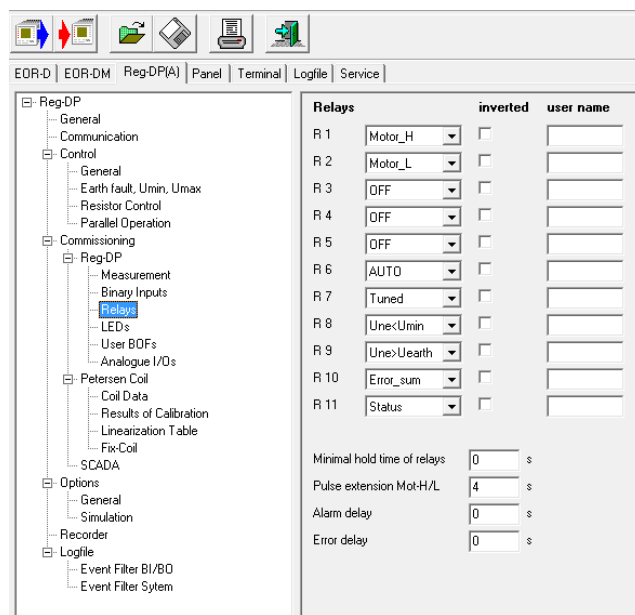 EOR-D EOR-DM Reg-DP(A) Panel Terminal Logfile Service
Reg-DP
General
Communication
Control
General
Earth fault, Umin, Umax
Resistor Control
Parallel Operation
Commissioning
Reg-DP
Measurement
Binary Inputs
Relays
LEDs
User BOFs
Analogue I/Os
Petersen Coil
Coil Data
Results of Calibration
Linearization Table
Fix-Coil
SCADA
Options
General
Simulation
Recorder
Logfile
Event Filter BI/BO
Event Filter Sytem
Relays inverted user name
R 1 Motor_H
R 2 Motor_L
R 3 OFF
R 4 OFF
R 5 OFF
R 6 AUTO
R 7 Tuned
R 8 Une<Umin
R 9 Une>Uearth
R 10 Error_sum
R 11 Status
Minimal hold time of relays 0 s
Pulse extension Mot-H/L 4 s
Alarm delay 0 s
Error delay 0 s